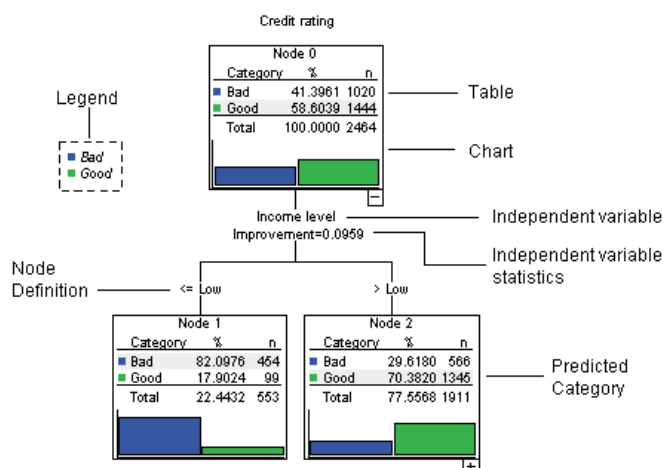 Credit rating
Node 0
Category % n
Bad 41.3961 1020
Good 58.6039 1444
Total 100.0000 2464
Legend
Bad
Good
Table
Chart
Income level
Improvement=0.0959
Independent variable
Independent variable
statistics
Node
Definition
<= Low
> Low
Node 1
Category % n
Bad 82.0976 454
Good 17.9024 99
Total 22.4432 553
Node 2
Category % n
Bad 29.6180 566
Good 70.3820 1345
Total 77.5568 1911
Predicted
Category